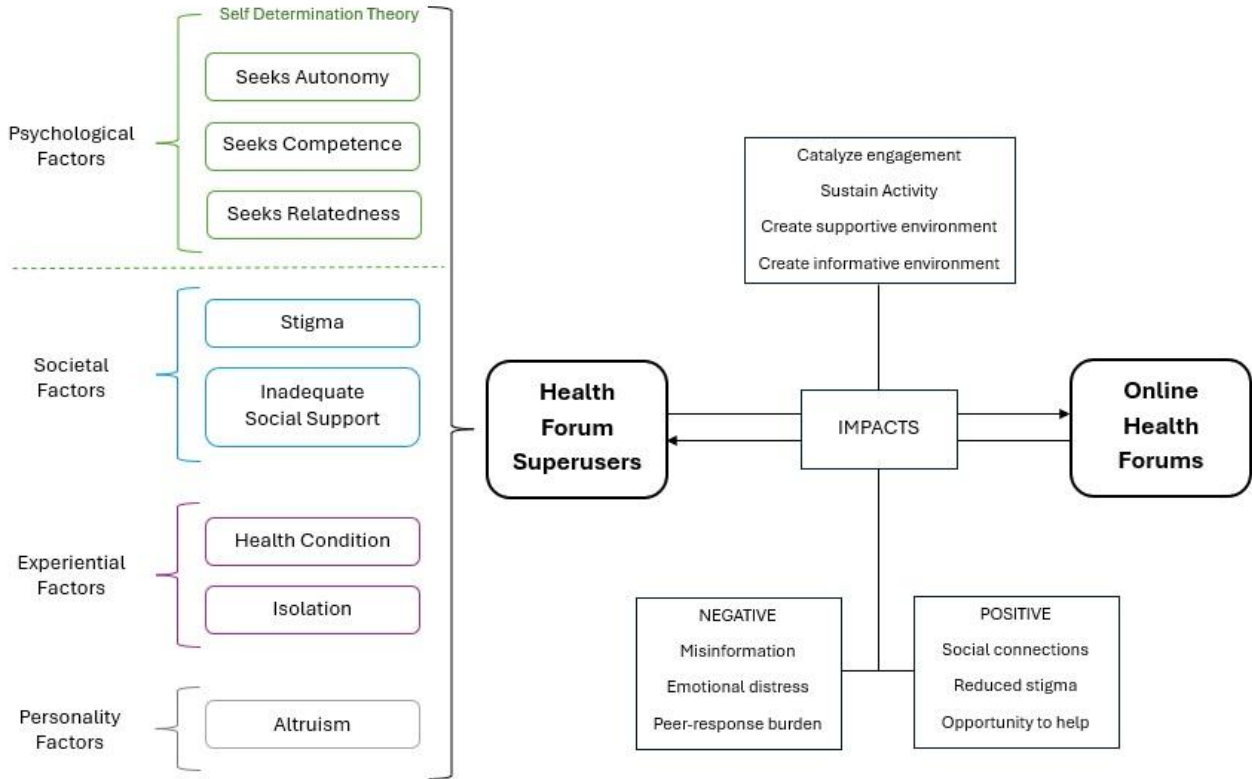 Self Determination Theory
Psychological
Factors
Seeks Autonomy
Seeks Competence
Seeks Relatedness
Societal
Factors
Stigma
Inadequate
Social Support
Experiential
Factors
Health Condition
Isolation
Personality
Factors
Altruism
Health
Forum
Superusers
Catalyze engagement
Sustain Activity
Create supportive environment
Create informative environment
IMPACTS
Online
Health
Forums
NEGATIVE
Misinformation
Emotional distress
Peer-response burden
POSITIVE
Social connections
Reduced stigma
Opportunity to help